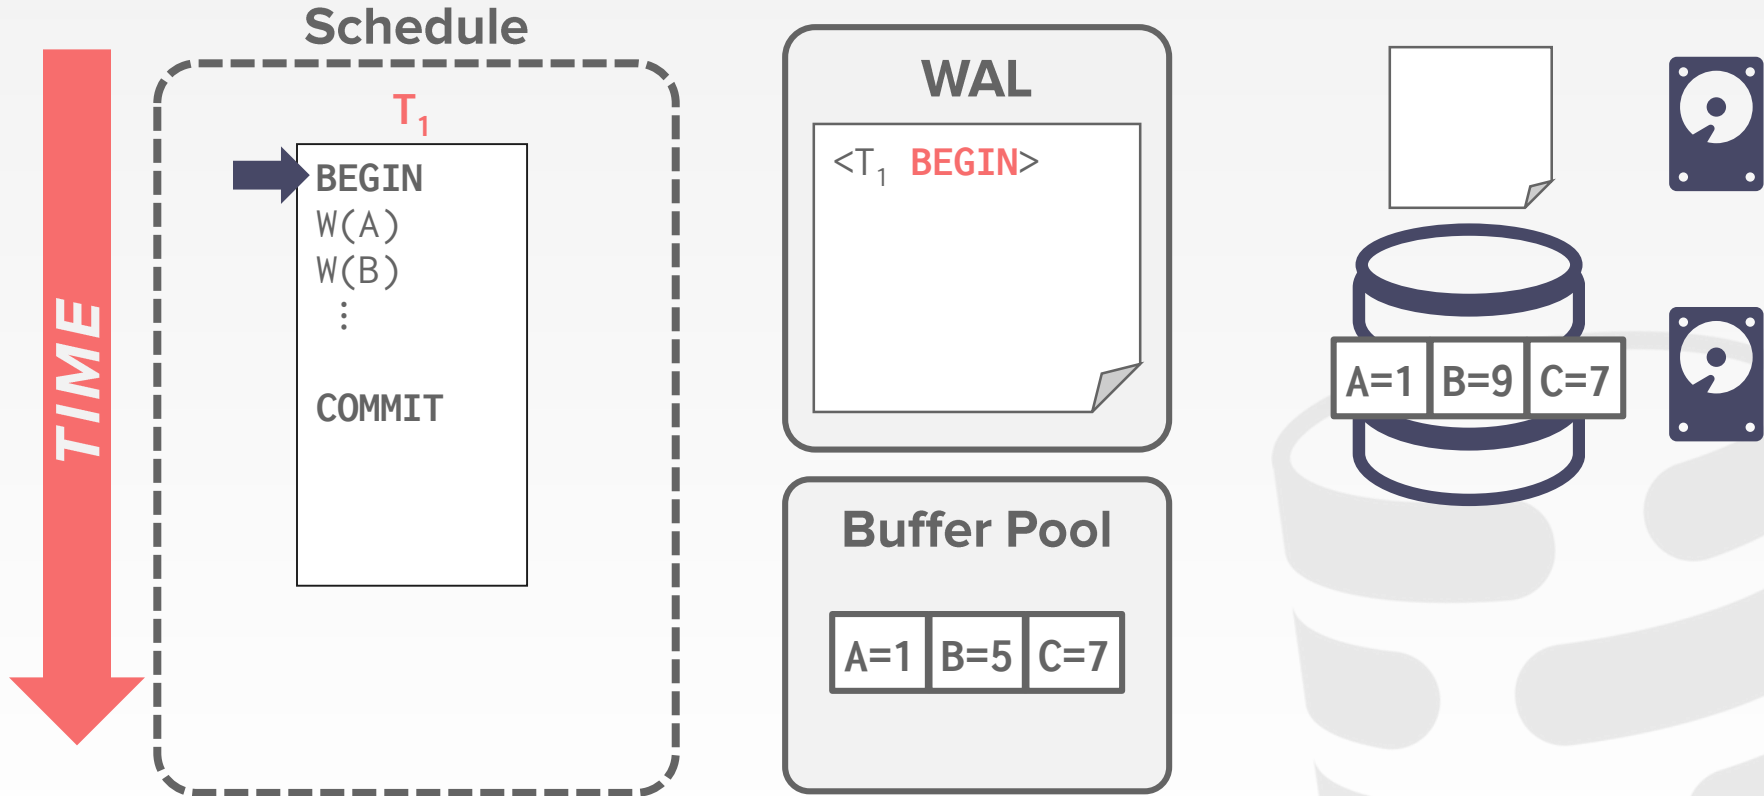 Schedule
TIME
T1
BEGIN
W(A)
W(B)
⋮
COMMIT
WAL
<T1 BEGIN>
Buffer Pool
A=1 B=5 C=7
A=1 B=9 C=7